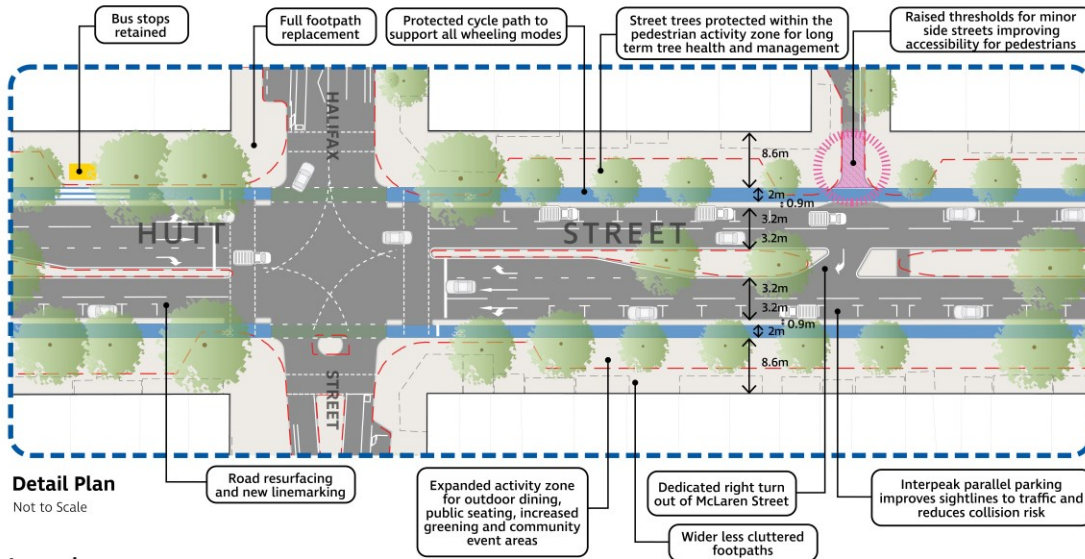 Bus stops
retained
Full footpath
replacement
Protected cycle path to
support all wheeling modes
Street trees protected within the
pedestrian activity zone for long
term tree health and management
Raised thresholds for minor
side streets improving
accessibility for pedestrians
HALIFAX
8.6m
2m
0.9m
HUTT
STREET
3.2m
3.2m
3.2m
3.2m
0.9m
2m
8.6m
STREET
Detail Plan
Not to Scale
Road resurfacing
and new linemarking
Expanded activity zone
for outdoor dining,
public seating, increased
greening and community
event areas
Dedicated right turn
out of McLaren Street
Wider less cluttered
footpaths
Interpeak parallel parking
improves sightlines to traffic and
reduces collision risk